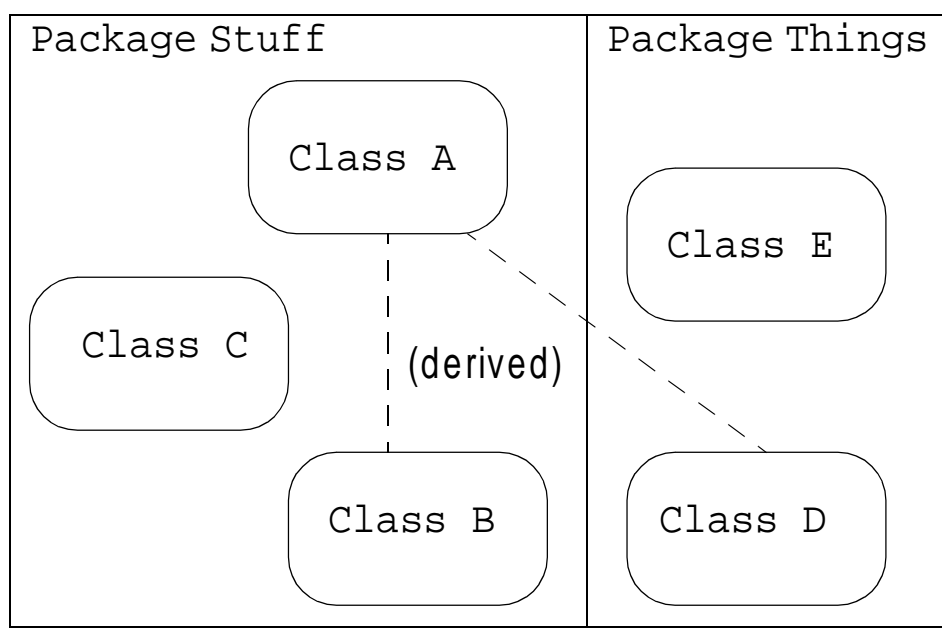 Package Stuff
Package Things
Class A
Class E
Class C
(derived)
Class B
Class D